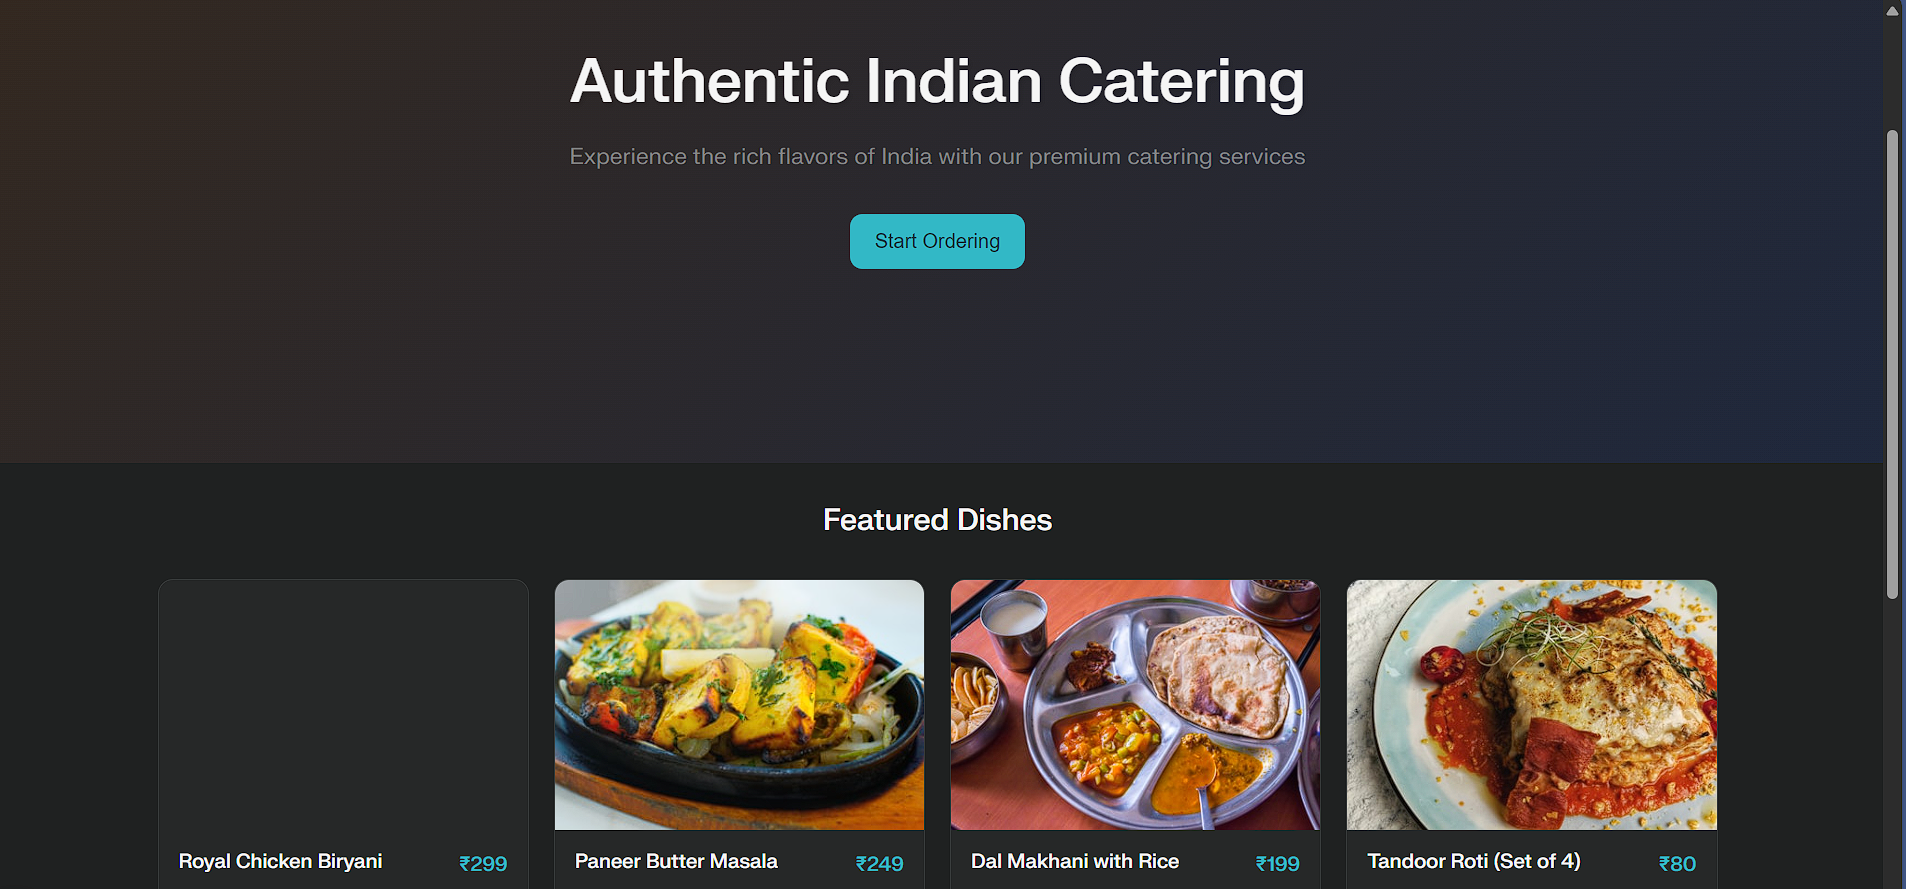 Authentic Indian Catering
Experience the rich flavors of India with our premium catering services
Start Ordering
Featured Dishes
Royal Chicken Biryani ₹299
Paneer Butter Masala ₹249
Dal Makhani with Rice ₹199
Tandoor Roti (Set of 4) ₹80